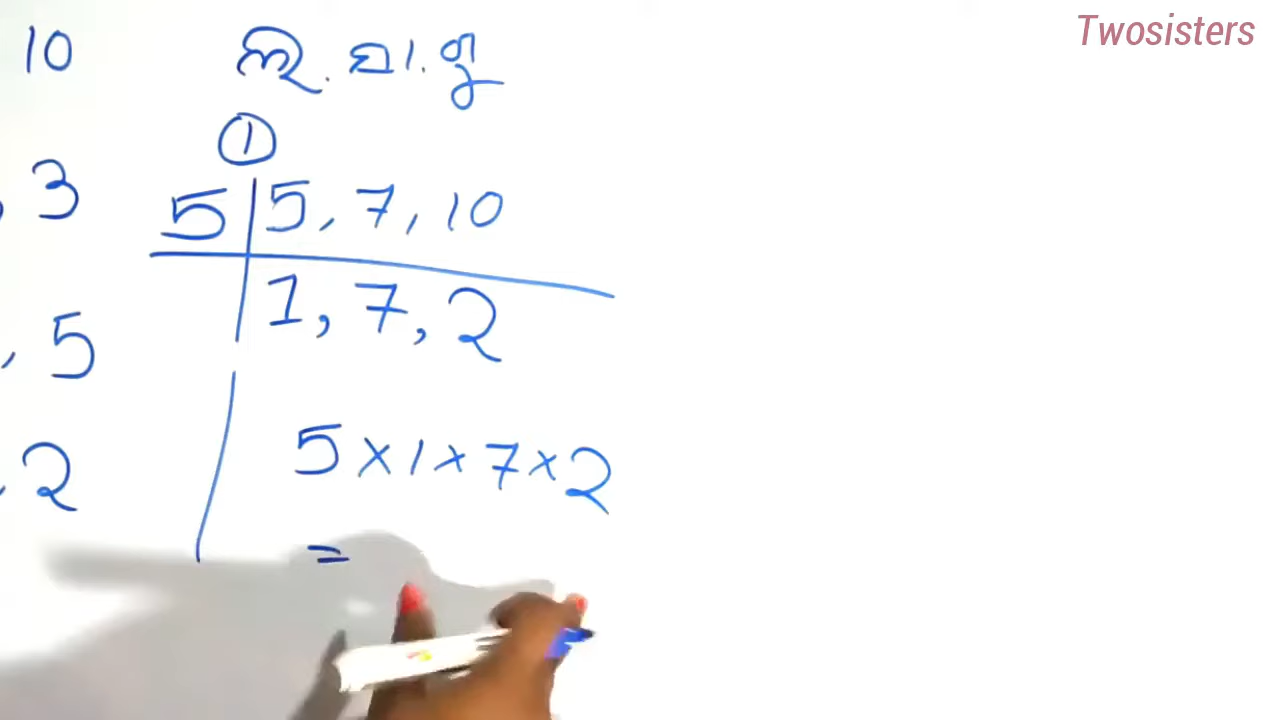 Twosisters
10 ଲ.ସା.ଗୁ
①
, 3 5 | 5, 7, 10
1, 7, 2
, 5
5 × 1 × 7 × 2
, 2
=